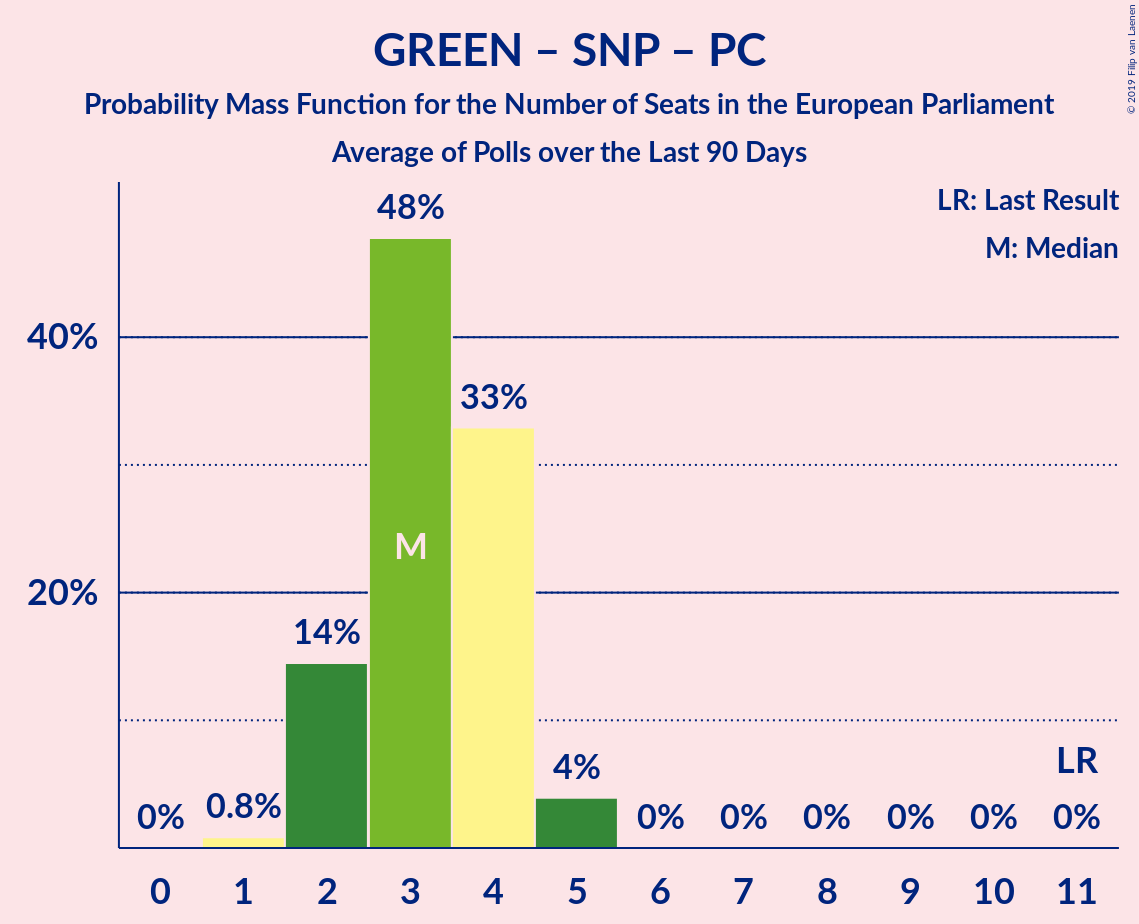 GREEN – SNP – PC
Probability Mass Function for the Number of Seats in the European Parliament
Average of Polls over the Last 90 Days
© 2019 Filip van Laenen
LR: Last Result
M: Median
48%
40%
33%
M
20%
14%
LR
4%
0% 0.8% 0% 0% 0% 0% 0% 0%
0 1 2 3 4 5 6 7 8 9 10 11